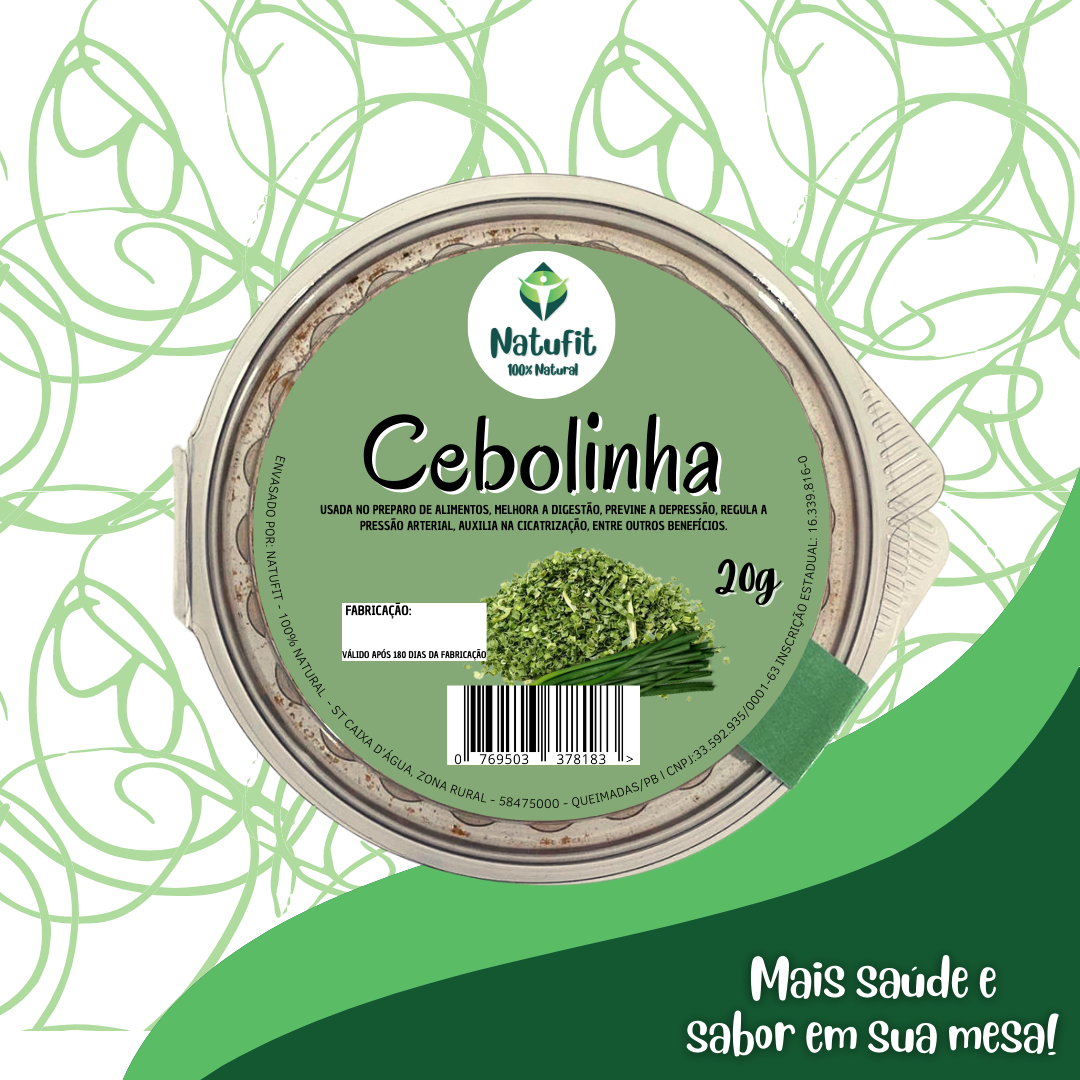 Natufit
100% Natural
Cebolinha
USADA NO PREPARO DE ALIMENTOS, MELHORA A DIGESTÃO, PREVINE A DEPRESSÃO, REGULA A
PRESSÃO ARTERIAL, AUXILIA NA CICATRIZAÇÃO, ENTRE OUTROS BENEFÍCIOS.
20g
FABRICAÇÃO:
VÁLIDO APÓS 180 DIAS DA FABRICAÇÃO
0 769503 378183 >
ENVASADO POR: NATUFIT - 100% NATURAL - ST CAIXA D'ÁGUA, ZONA RURAL - 58475000 - QUEIMADAS/PB | CNPJ:33.592.935/0001-63 INSCRIÇÃO ESTADUAL: 16.339.816-0
Mais saúde e
sabor em sua mesa!